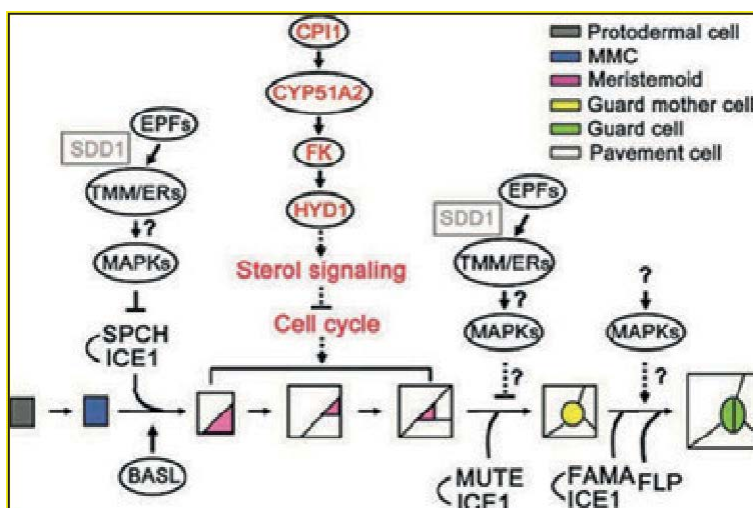 CPI1
CYP51A2
FK
HYD1
Sterol signaling
Cell cycle
Protodermal cell
MMC
Meristemoid
Guard mother cell
Guard cell
Pavement cell
EPFs
SDD1
TMM/ERs
?
MAPKs
SPCH
ICE1
BASL
EPFs
SDD1
TMM/ERs
?
MAPKs
?
MUTE
ICE1
?
MAPKs
?
FAMA FLP
ICE1